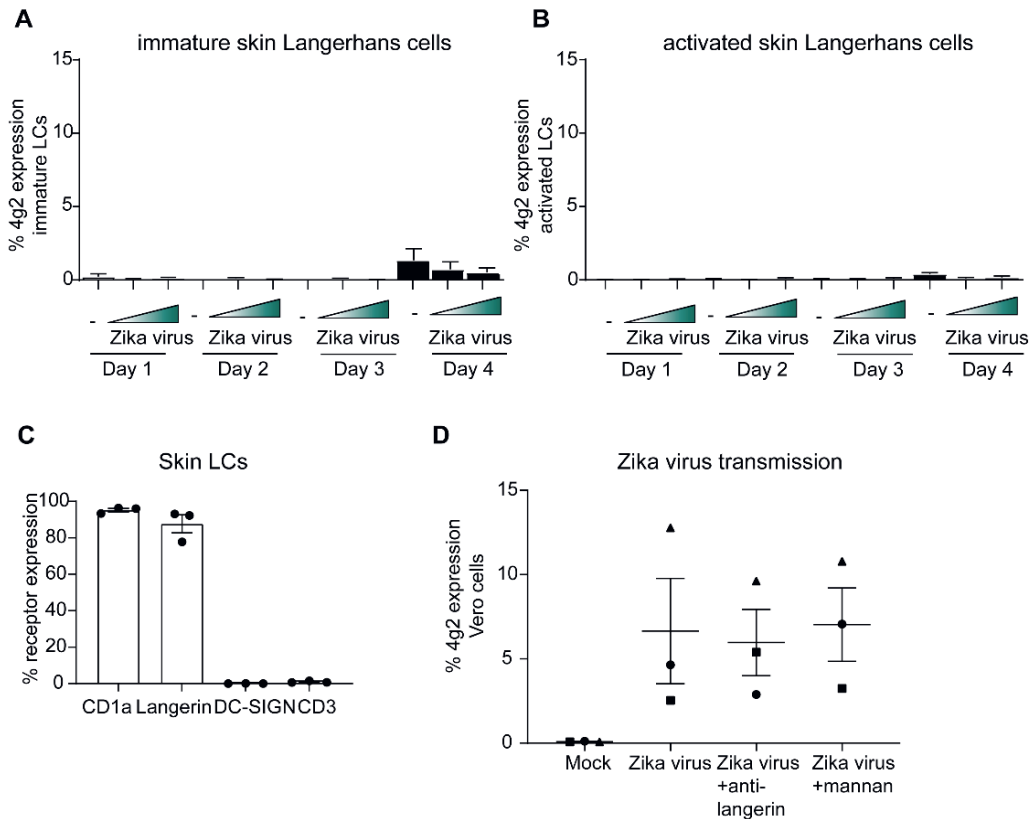 A
immature skin Langerhans cells
% 4g2 expression
immature LCs
15
10
5
0
- Zika virus - Zika virus - Zika virus - Zika virus
Day 1 Day 2 Day 3 Day 4
B
activated skin Langerhans cells
% 4g2 expression
activated LCs
15
10
5
0
- Zika virus - Zika virus - Zika virus - Zika virus
Day 1 Day 2 Day 3 Day 4
C
Skin LCs
% receptor expression
100
80
60
40
20
0
CD1a Langerin DC-SIGN CD3
D
Zika virus transmission
% 4g2 expression
Vero cells
15
10
5
0
Mock
Zika virus
Zika virus
+anti-
langerin
Zika virus
+mannan